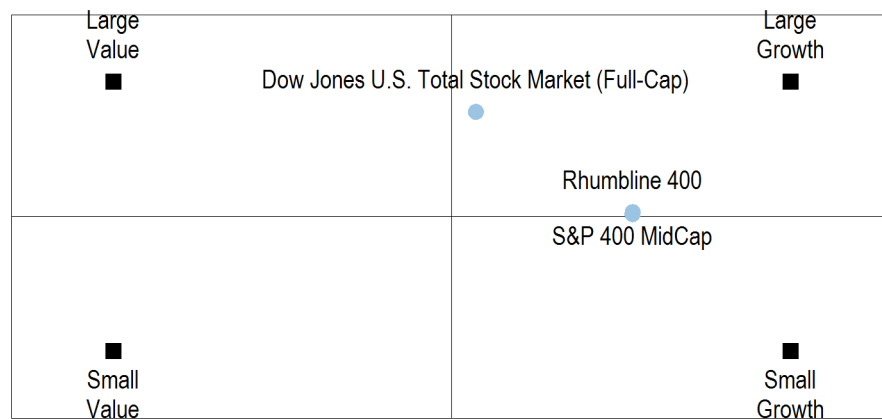 Large
Value
Large
Growth
Dow Jones U.S. Total Stock Market (Full-Cap)
Rhumbline 400
S&P 400 MidCap
Small
Value
Small
Growth